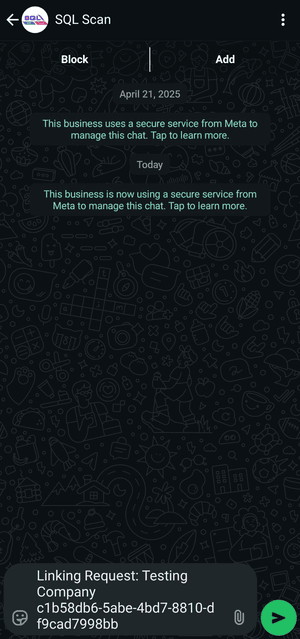 SQL Scan
Block
Add
April 21, 2025
This business uses a secure service from Meta to
manage this chat. Tap to learn more.
Today
This business is now using a secure service from
Meta to manage this chat. Tap to learn more.
Linking Request: Testing
Company
c1b58db6-5abe-4bd7-8810-d
f9cad7998bb